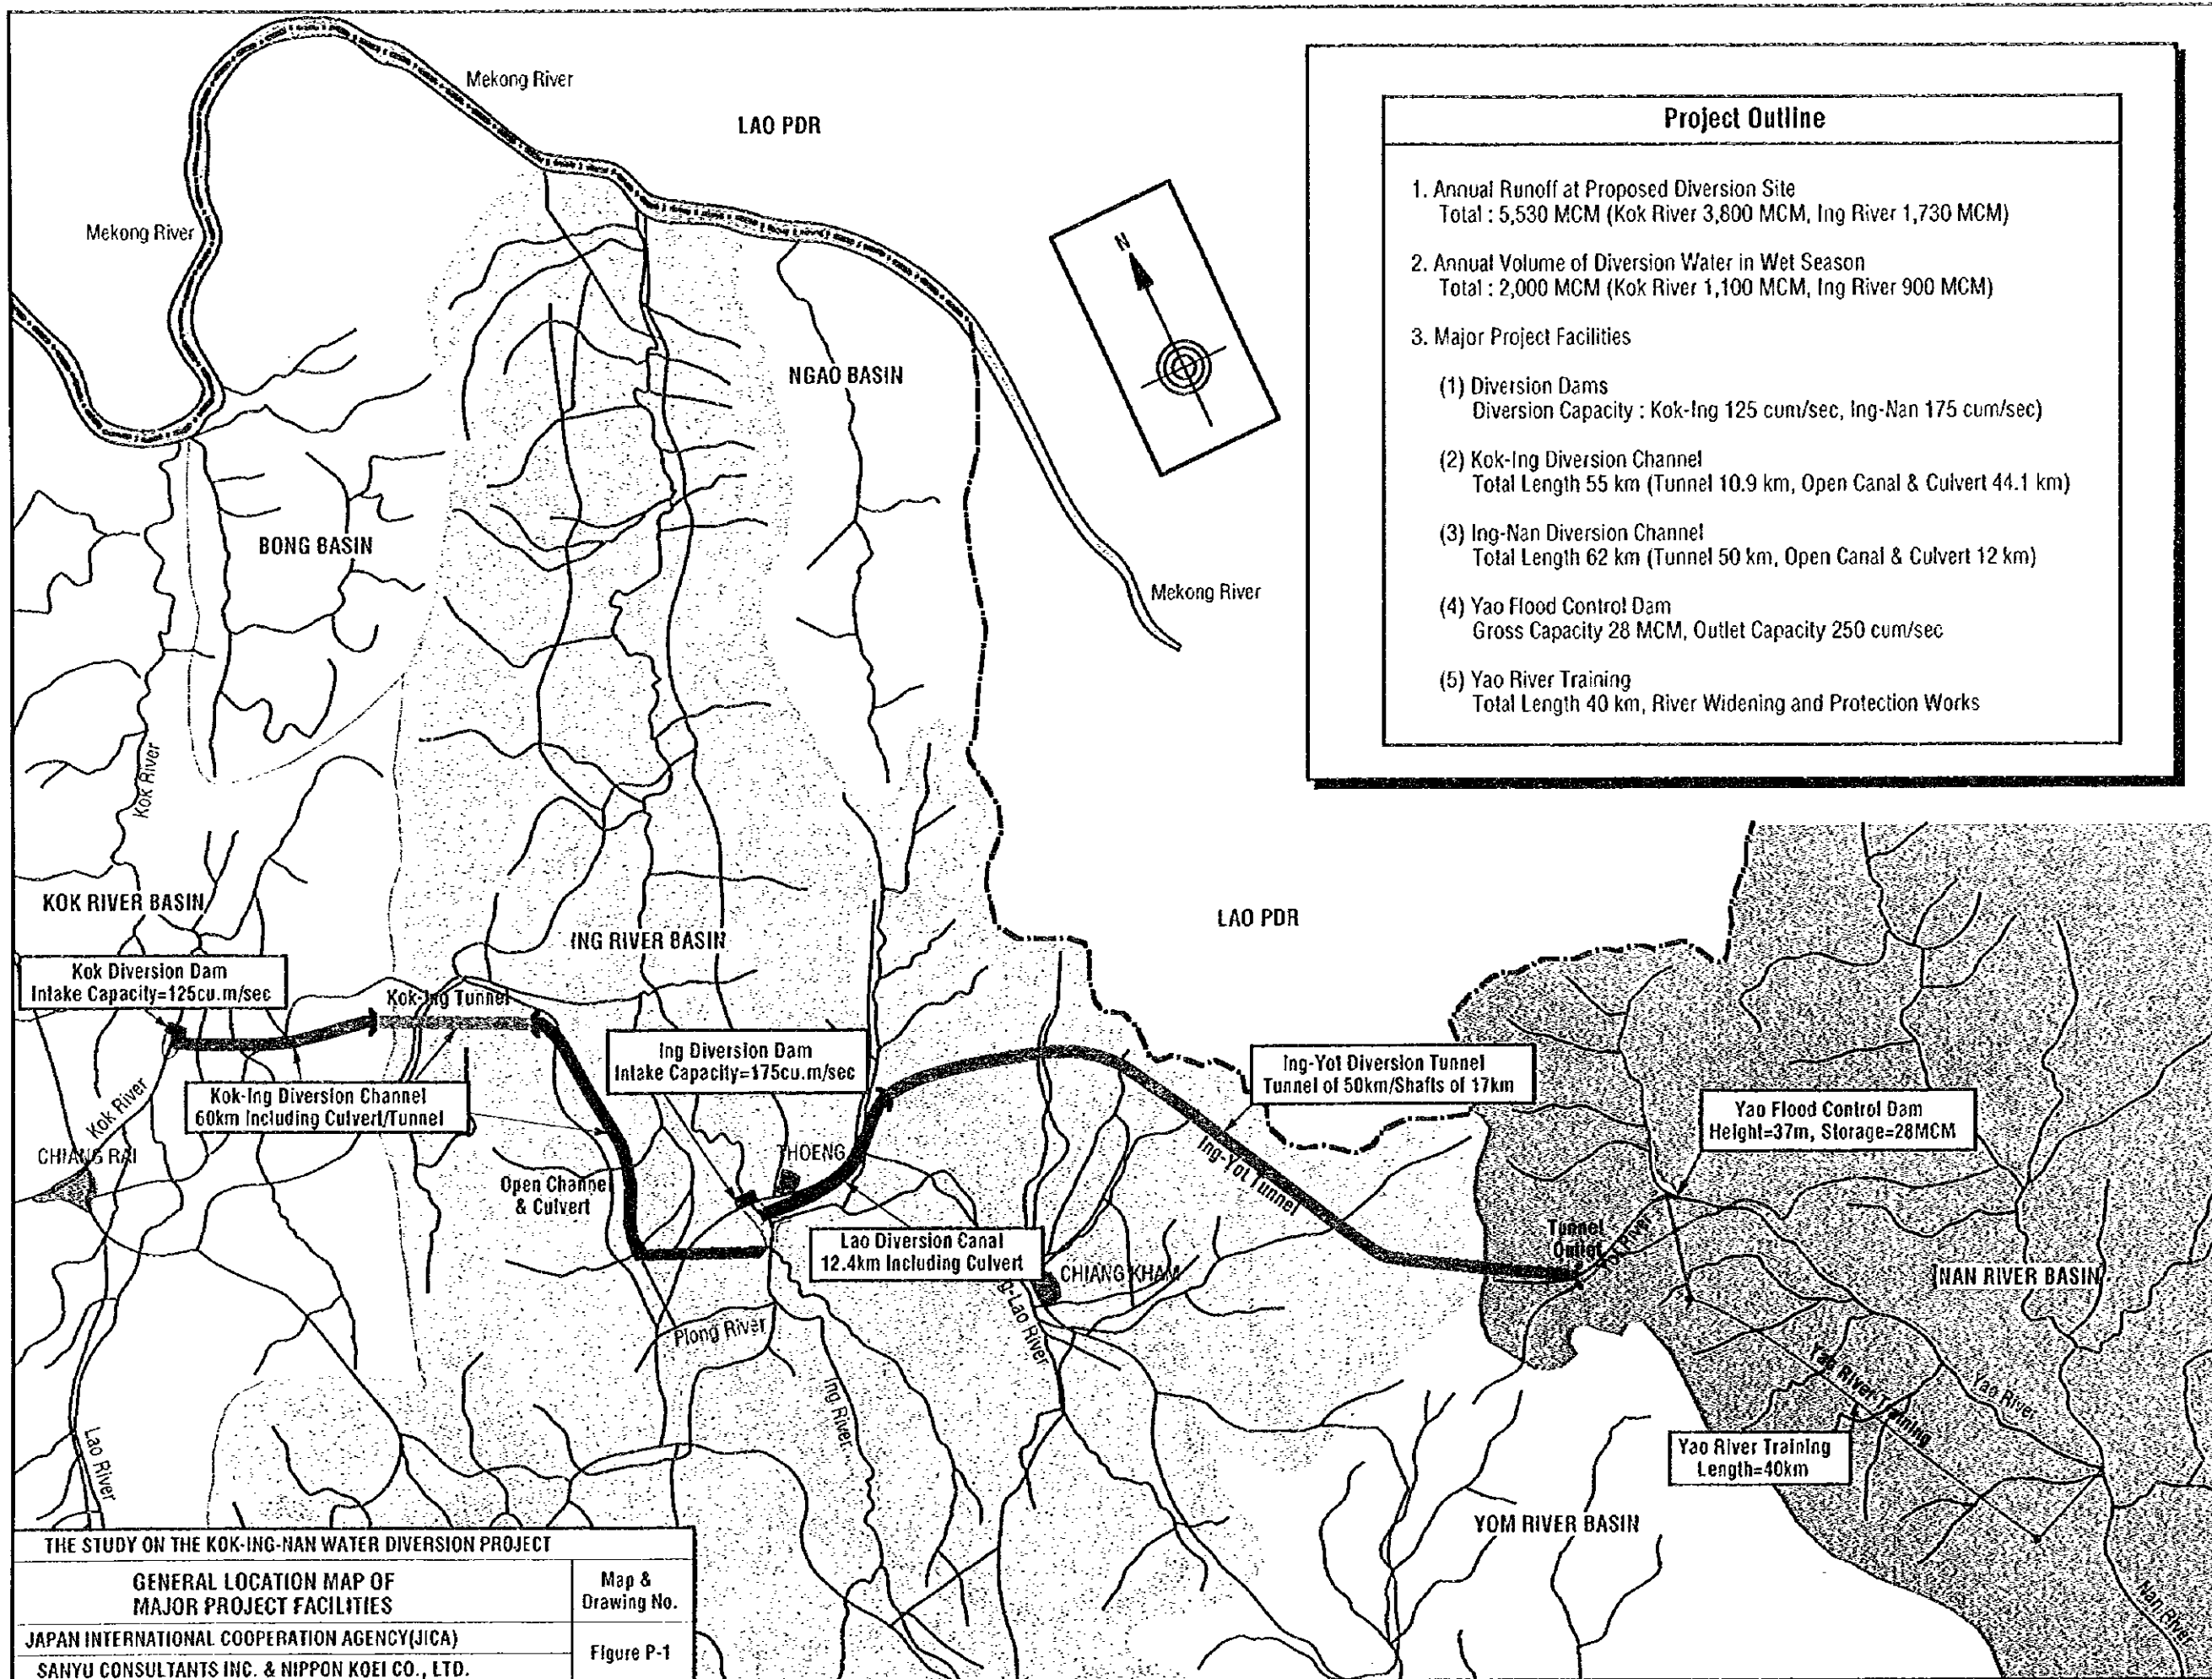 Mekong River
LAO PDR
Mekong River
Project Outline
1. Annual Runoff at Proposed Diversion Site
Total : 5,530 MCM (Kok River 3,800 MCM, Ing River 1,730 MCM)
2. Annual Volume of Diversion Water in Wet Season
Total : 2,000 MCM (Kok River 1,100 MCM, Ing River 900 MCM)
3. Major Project Facilities
(1) Diversion Dams
Diversion Capacity : Kok-Ing 125 cum/sec, Ing-Nan 175 cum/sec)
(2) Kok-Ing Diversion Channel
Total Length 55 km (Tunnel 10.9 km, Open Canal & Culvert 44.1 km)
(3) Ing-Nan Diversion Channel
Total Length 62 km (Tunnel 50 km, Open Canal & Culvert 12 km)
(4) Yao Flood Control Dam
Gross Capacity 28 MCM, Outlet Capacity 250 cum/sec
(5) Yao River Training
Total Length 40 km, River Widening and Protection Works
N
NGAO BASIN
BONG BASIN
Mekong River
Kok River
KOK RIVER BASIN
ING RIVER BASIN
LAO PDR
Kok Diversion Dam
Intake Capacity=125cu.m/sec
Kok-Ing Tunnel
Ing Diversion Dam
Intake Capacity=175cu.m/sec
Ing-Yot Diversion Tunnel
Tunnel of 50km/Shafts of 17km
Kok-Ing Diversion Channel
60km Including Culvert/Tunnel
Yao Flood Control Dam
Height=37m, Storage=28MCM
Kok River
CHIANG RAI
THOENG
Open Channel
& Culvert
Ing-Yot Tunnel
Lao Diversion Canal
12.4km Including Culvert
Tunnel
Outlet
River
CHIANG KHAM
NAN RIVER BASIN
g-Lao River
Plong River
Ing River
Yao River Training
Yao River
Lao River
Yao River Training
Length=40km
YOM RIVER BASIN
Nan River
THE STUDY ON THE KOK-ING-NAN WATER DIVERSION PROJECT
GENERAL LOCATION MAP OF
MAJOR PROJECT FACILITIES
Map &
Drawing No.
JAPAN INTERNATIONAL COOPERATION AGENCY(JICA)
Figure P-1
SANYU CONSULTANTS INC. & NIPPON KOEI CO., LTD.